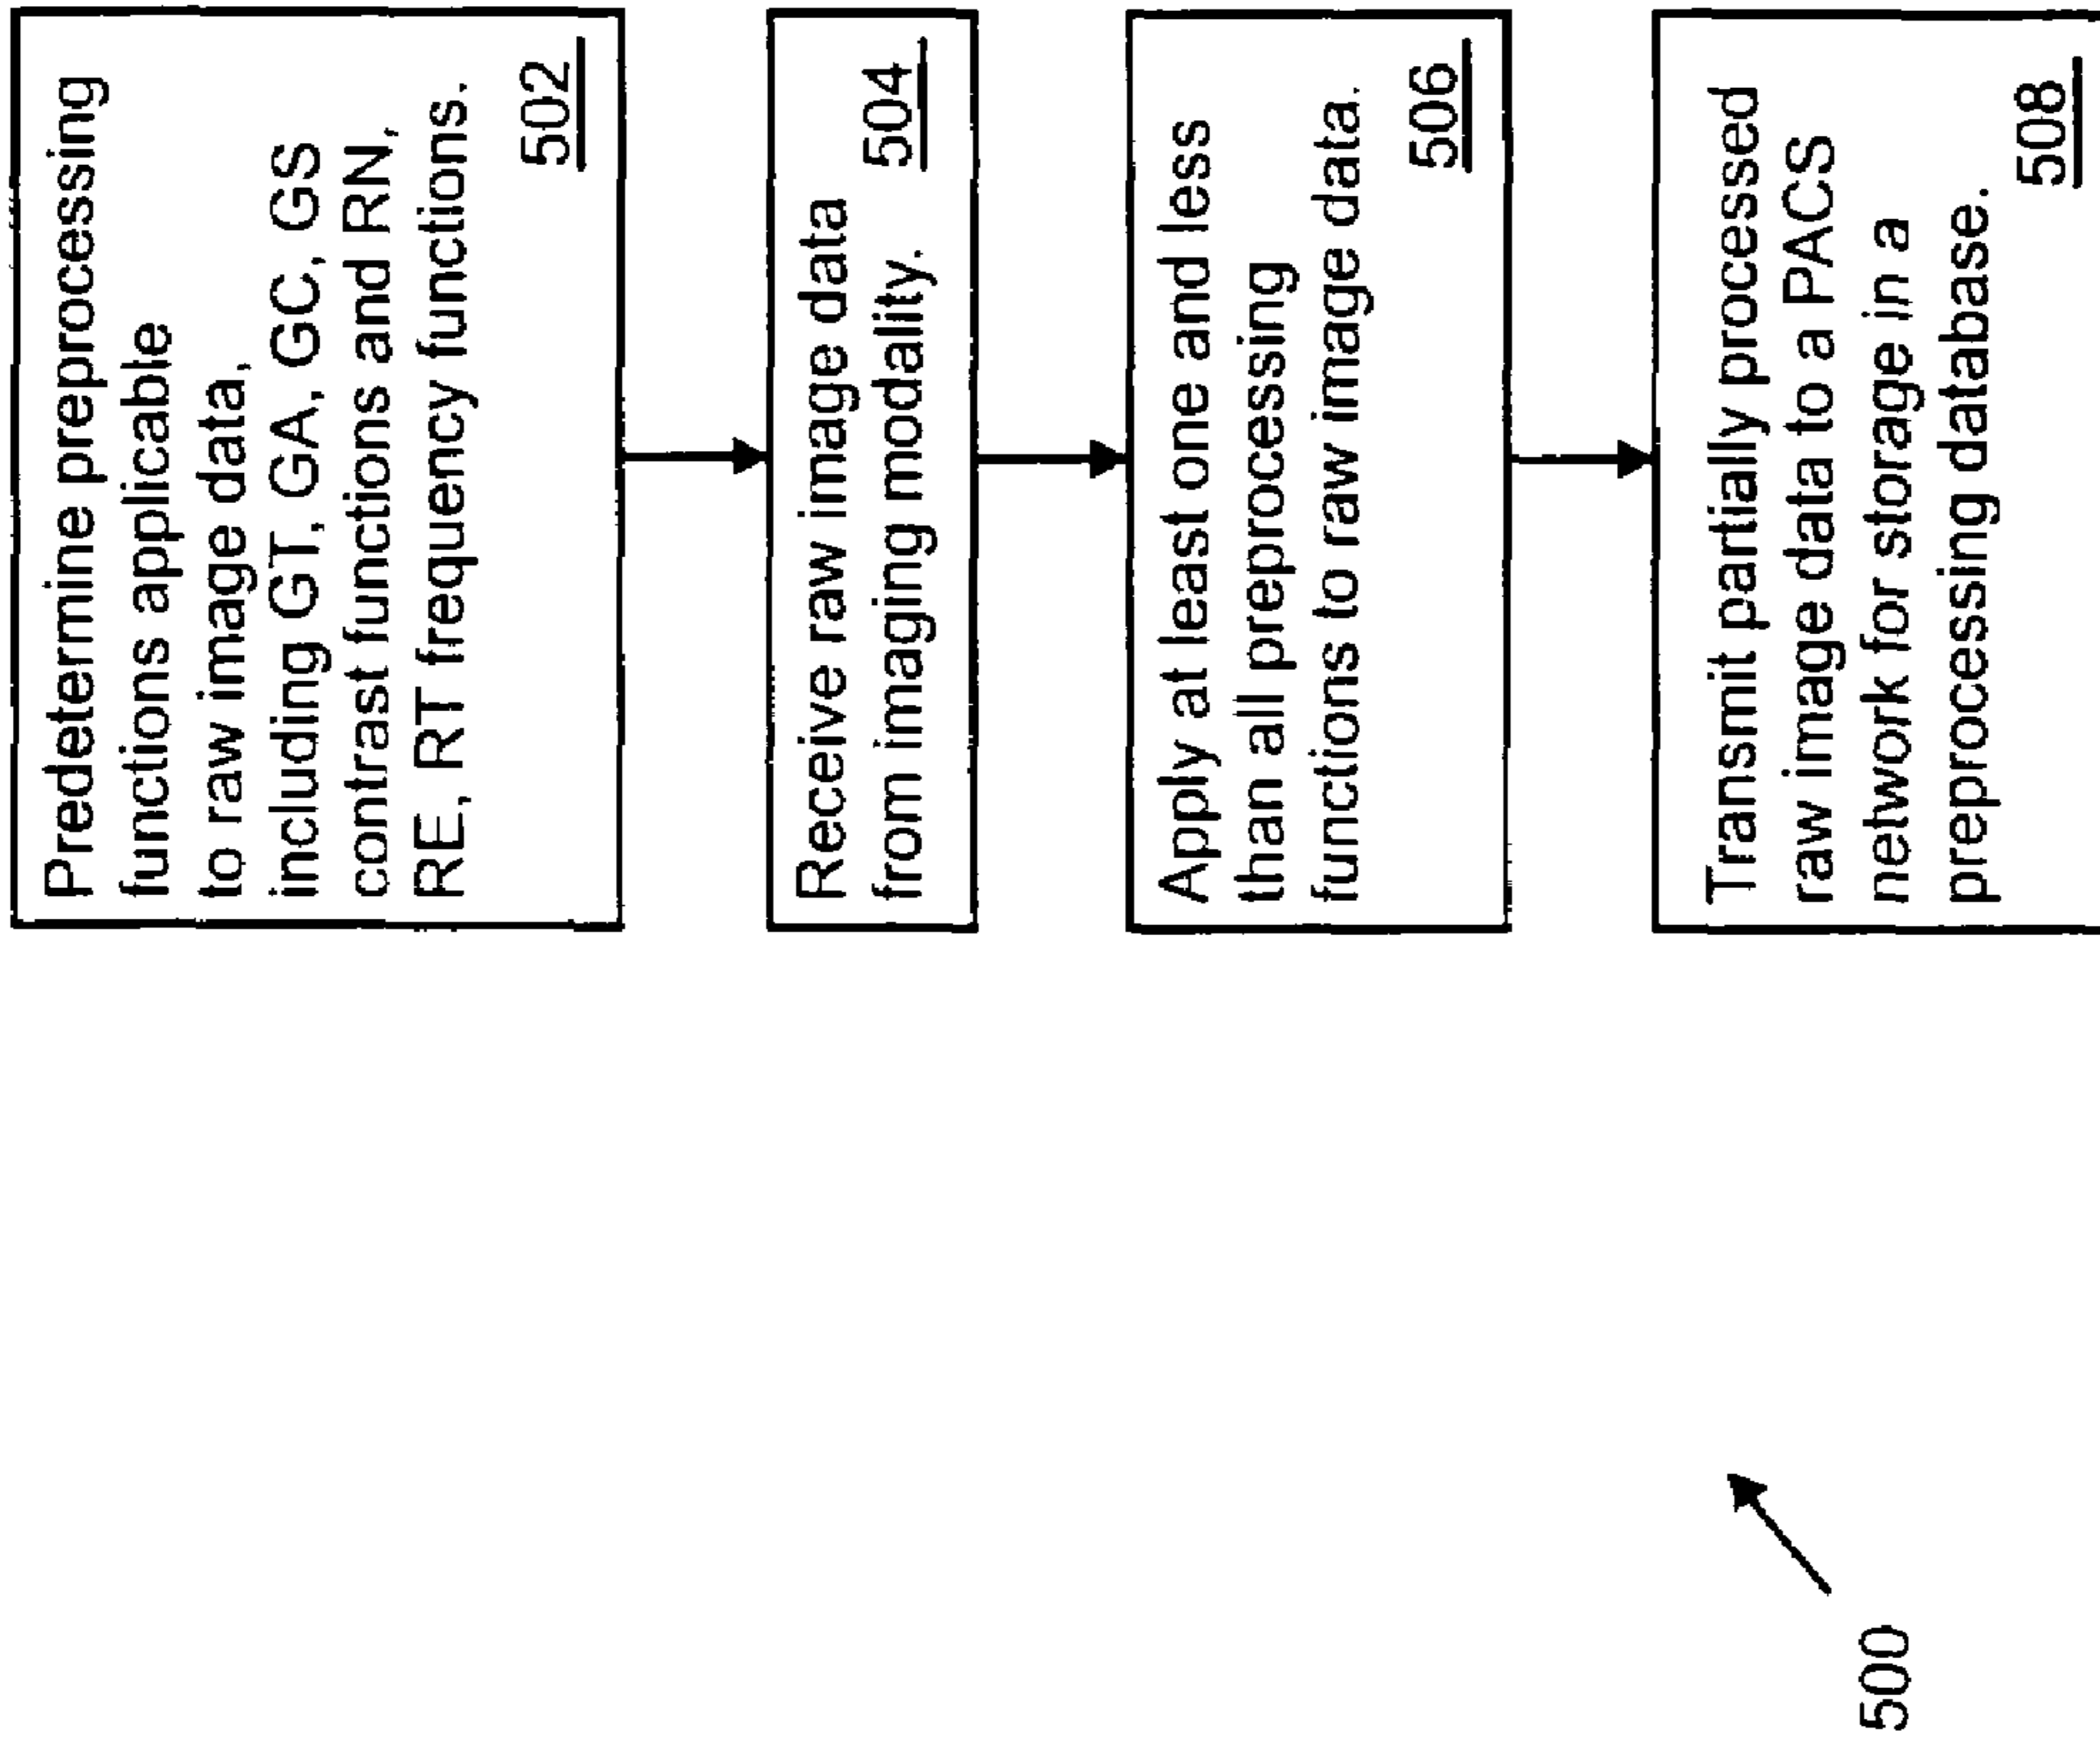 Predetermine preprocessing
functions applicable
to raw image data,
including GT, GA, GC, GS
contrast functions and RN,
RE, RT frequency functions.
502
Receive raw image data
from imaging modality.
504
Apply at least one and less
than all preprocessing
functions to raw image data.
506
Transmit partially processed
raw image data to a PACS
network for storage in a
preprocessing database.
508
500